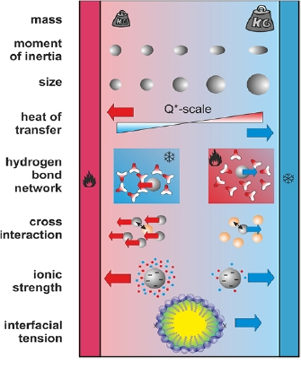 mass
KG
KG
moment
of inertia
size
heat of
transfer
Q*-scale
hydrogen
bond
network
cross
interaction
ionic
strength
interfacial
tension